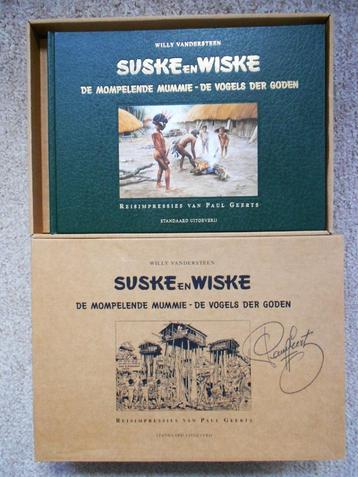 WILLY VANDERSTEEN
SUSKE EN WISKE
DE MOMPELENDE MUMMIE - DE VOGELS DER GODEN
REISIMPRESSIES VAN PAUL GEERTS
STANDAARD UITGEVERIJ
WILLY VANDERSTEEN
SUSKE EN WISKE
DE MOMPELENDE MUMMIE - DE VOGELS DER GODEN
REISIMPRESSIES VAN PAUL GEERTS
STANDAARD UITGEVERIJ